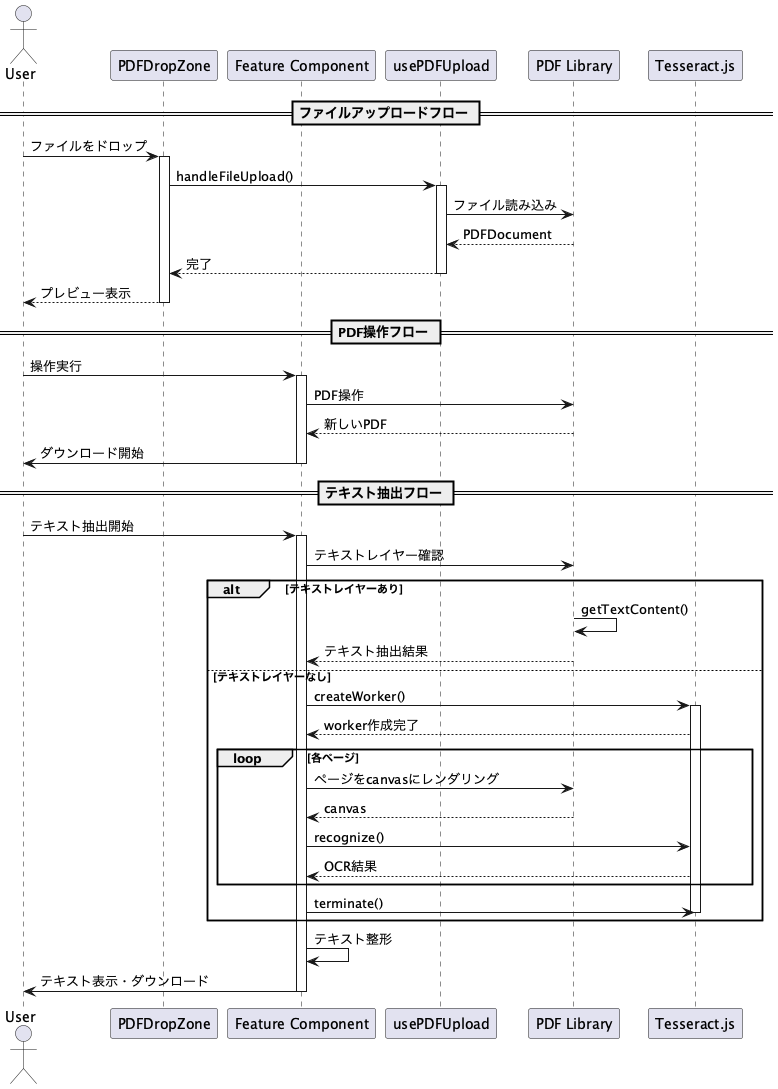 User
PDFDropZone
Feature Component
usePDFUpload
PDF Library
Tesseract.js
ファイルアップロードフロー
ファイルをドロップ
handleFileUpload()
ファイル読み込み
PDFDocument
完了
プレビュー表示
PDF操作フロー
操作実行
PDF操作
新しいPDF
ダウンロード開始
テキスト抽出フロー
テキスト抽出開始
テキストレイヤー確認
alt
[テキストレイヤーあり]
getTextContent()
テキスト抽出結果
[テキストレイヤーなし]
createWorker()
worker作成完了
loop
[各ページ]
ページをcanvasにレンダリング
canvas
recognize()
OCR結果
terminate()
テキスト整形
テキスト表示・ダウンロード
User
PDFDropZone
Feature Component
usePDFUpload
PDF Library
Tesseract.js